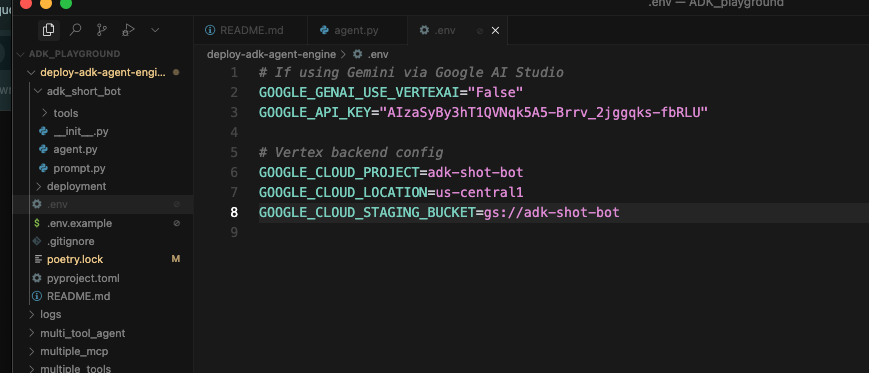 .env — ADK_playground
README.md
agent.py
.env
ADK_PLAYGROUND
deploy-adk-agent-engine > .env
deploy-adk-agent-engi...
1 # If using Gemini via Google AI Studio
adk_short_bot
2 GOOGLE_GENAI_USE_VERTEXAI="False"
tools
3 GOOGLE_API_KEY="AIzaSyBy3hT1QVNqk5A5-Brrv_2jggqks-fbRLU"
__init__.py
4
agent.py
5 # Vertex backend config
prompt.py
6 GOOGLE_CLOUD_PROJECT=adk-shot-bot
deployment
7 GOOGLE_CLOUD_LOCATION=us-central1
.env
8 GOOGLE_CLOUD_STAGING_BUCKET=gs://adk-shot-bot
.env.example
9
.gitignore
poetry.lock M
pyproject.toml
README.md
logs
multi_tool_agent
multiple_mcp
multiple_tools